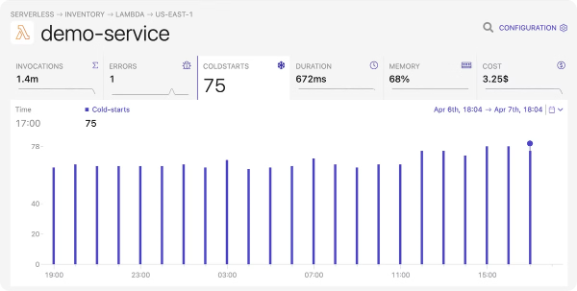 SERVERLESS → INVENTORY → LAMBDA → US-EAST-1
demo-service
CONFIGURATION
INVOCATIONS
1.4m
ERRORS
1
COLDSTARTS
75
DURATION
672ms
MEMORY
68%
COST
3.25$
Time
17:00
Cold-starts
75
Apr 6th, 18:04 → Apr 7th, 18:04
78
40
20
0
19:00 23:00 03:00 07:00 11:00 15:00